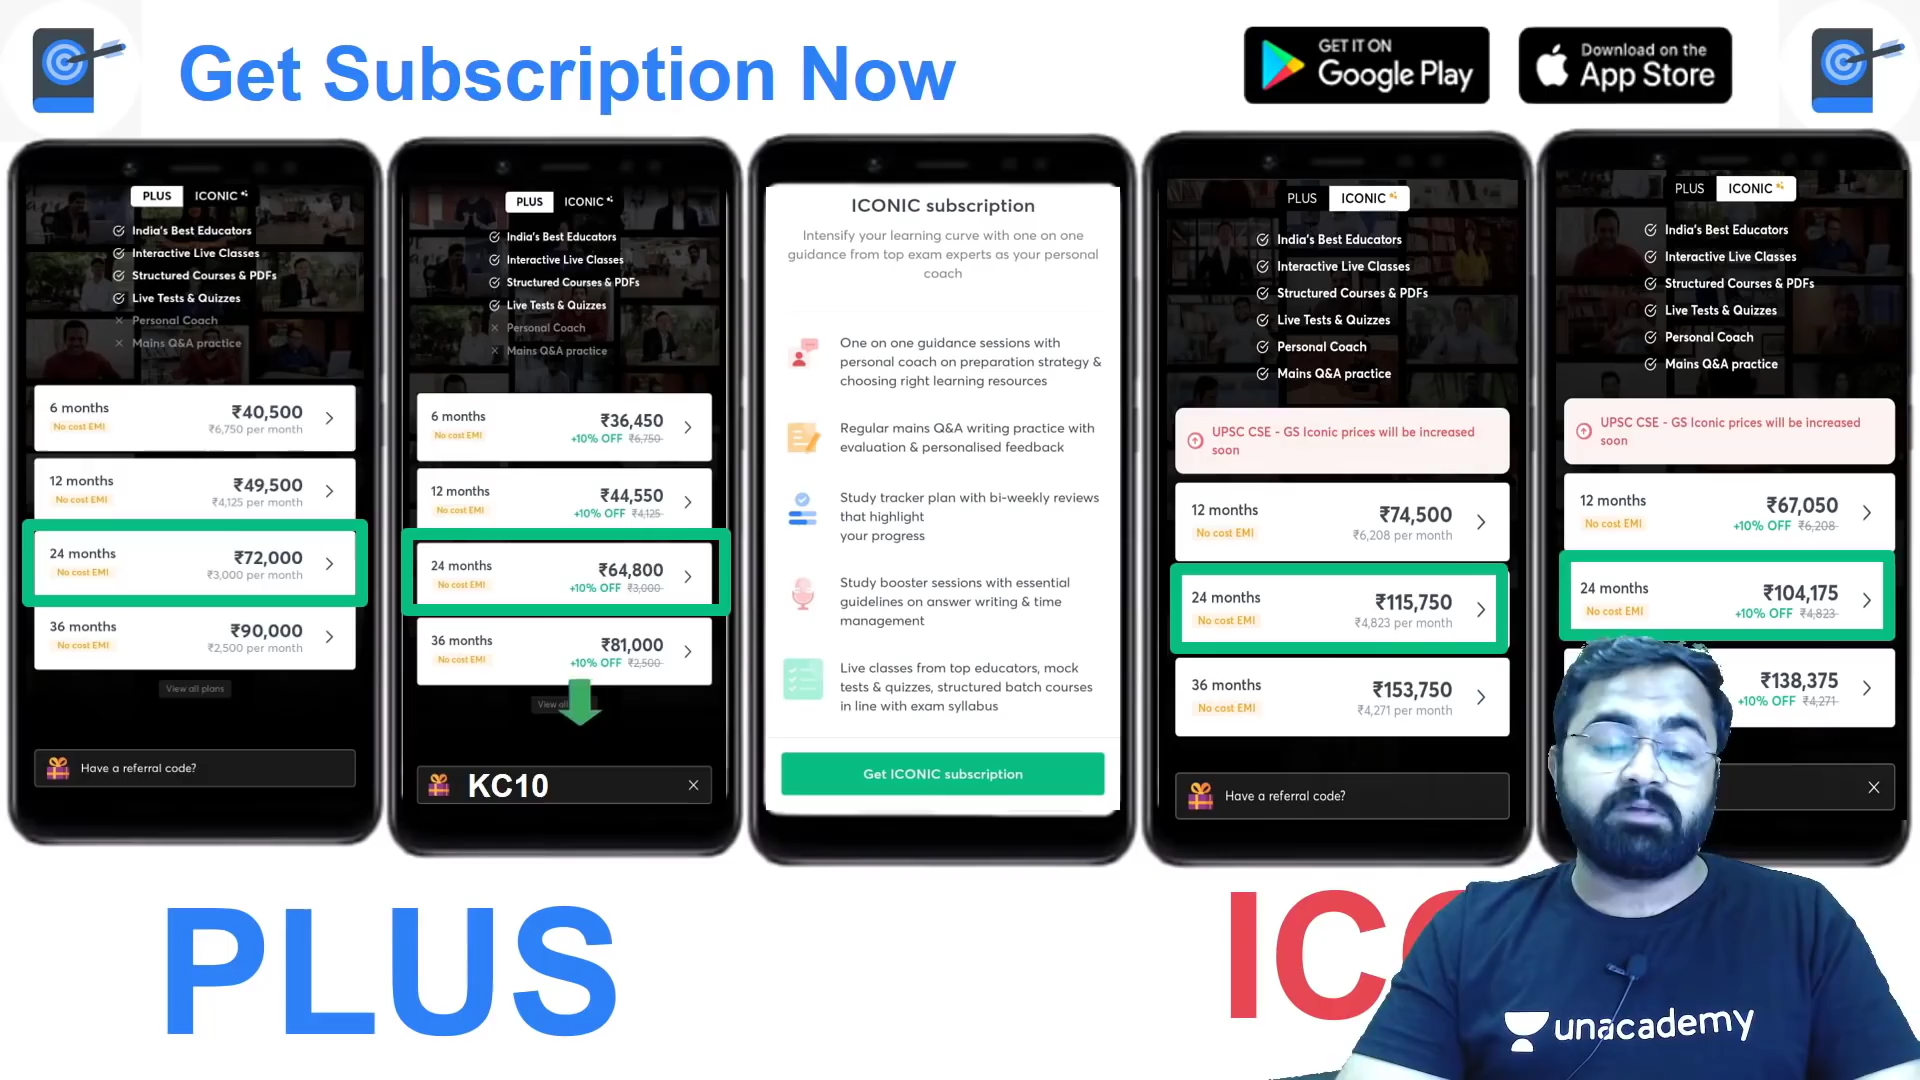 Get Subscription Now
GET IT ON
Google Play
Download on the
App Store
PLUS ICONIC
India's Best Educators
Interactive Live Classes
Structured Courses & PDFs
Live Tests & Quizzes
Personal Coach
Mains Q&A practice
6 months ₹40,500
No cost EMI ₹6,750 per month
12 months ₹49,500
No cost EMI ₹4,125 per month
24 months ₹72,000
No cost EMI ₹3,000 per month
36 months ₹90,000
No cost EMI ₹2,500 per month
View all plans
Have a referral code?
PLUS ICONIC
India's Best Educators
Interactive Live Classes
Structured Courses & PDFs
Live Tests & Quizzes
Personal Coach
Mains Q&A practice
6 months ₹36,450
No cost EMI +10% OFF ₹6,750
12 months ₹44,550
No cost EMI +10% OFF ₹4,125
24 months ₹64,800
No cost EMI +10% OFF ₹3,000
36 months ₹81,000
No cost EMI +10% OFF ₹2,500
View all
KC10
ICONIC subscription
Intensify your learning curve with one on one
guidance from top exam experts as your personal
coach
One on one guidance sessions with
personal coach on preparation strategy &
choosing right learning resources
Regular mains Q&A writing practice with
evaluation & personalised feedback
Study tracker plan with bi-weekly reviews
that highlight
your progress
Study booster sessions with essential
guidelines on answer writing & time
management
Live classes from top educators, mock
tests & quizzes, structured batch courses
in line with exam syllabus
Get ICONIC subscription
PLUS ICONIC
India's Best Educators
Interactive Live Classes
Structured Courses & PDFs
Live Tests & Quizzes
Personal Coach
Mains Q&A practice
UPSC CSE - GS Iconic prices will be increased
soon
12 months ₹74,500
No cost EMI ₹6,208 per month
24 months ₹115,750
No cost EMI ₹4,823 per month
36 months ₹153,750
No cost EMI ₹4,271 per month
Have a referral code?
PLUS ICONIC
India's Best Educators
Interactive Live Classes
Structured Courses & PDFs
Live Tests & Quizzes
Personal Coach
Mains Q&A practice
UPSC CSE - GS Iconic prices will be increased
soon
12 months ₹67,050
No cost EMI +10% OFF ₹6,208
24 months ₹104,175
No cost EMI +10% OFF ₹4,823
₹138,375
+10% OFF ₹4,271
PLUS
IC
unacademy